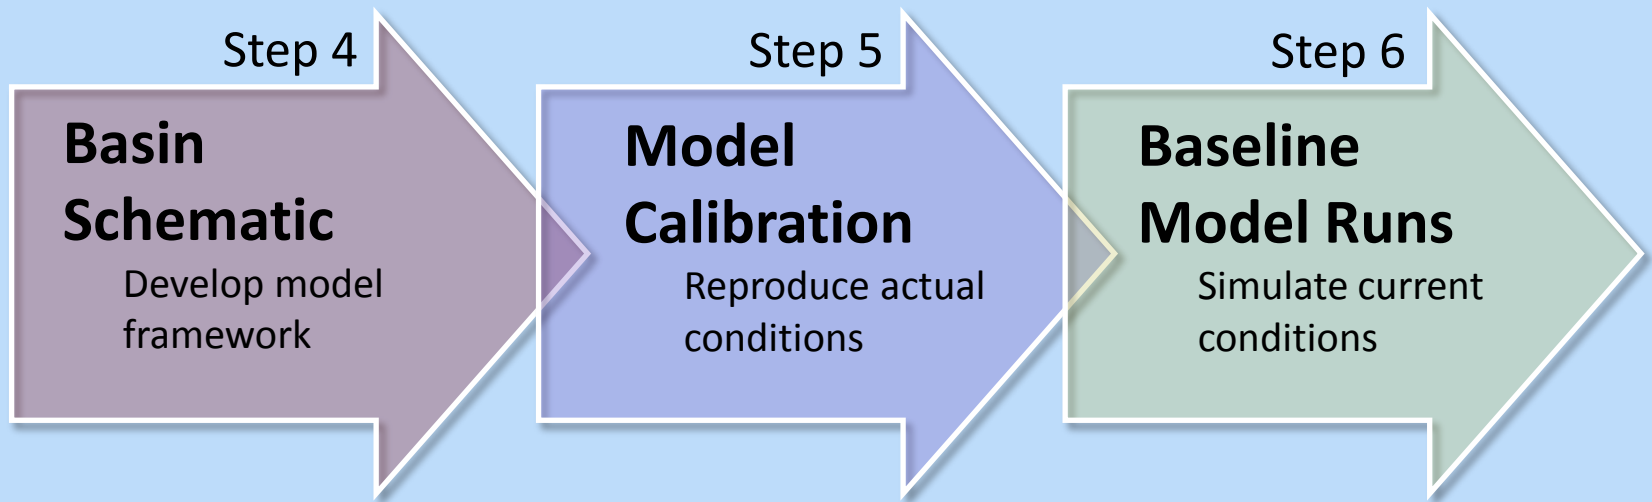 Step 4
Basin
Schematic
Develop model
framework
Step 5
Model
Calibration
Reproduce actual
conditions
Step 6
Baseline
Model Runs
Simulate current
conditions